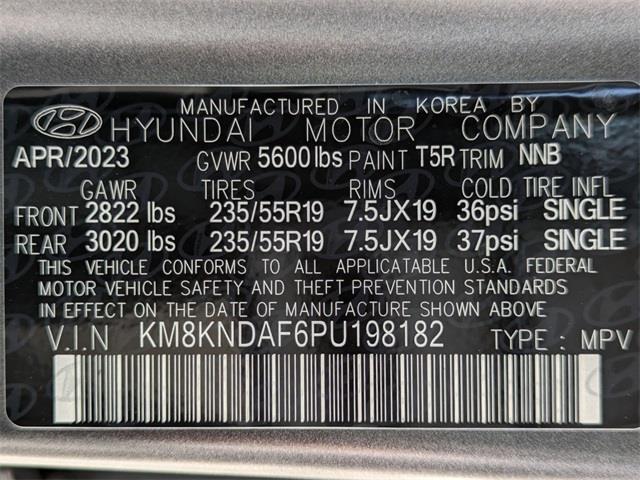 MANUFACTURED IN KOREA BY
HYUNDAI MOTOR COMPANY
APR/2023 GVWR 5600lbs PAINT T5R TRIM NNB
GAWR TIRES RIMS COLD TIRE INFL
FRONT 2822 lbs 235/55R19 7.5JX19 36psi SINGLE
REAR 3020 lbs 235/55R19 7.5JX19 37psi SINGLE
THIS VEHICLE CONFORMS TO ALL APPLICATABLE U.S.A. FEDERAL
MOTOR VEHICLE SAFETY AND THEFT PREVENTION STANDARDS
IN EFFECT ON THE DATE OF MANUFACTURE SHOWN ABOVE.
V.I.N KM8KNDAF6PU198182 TYPE : MPV